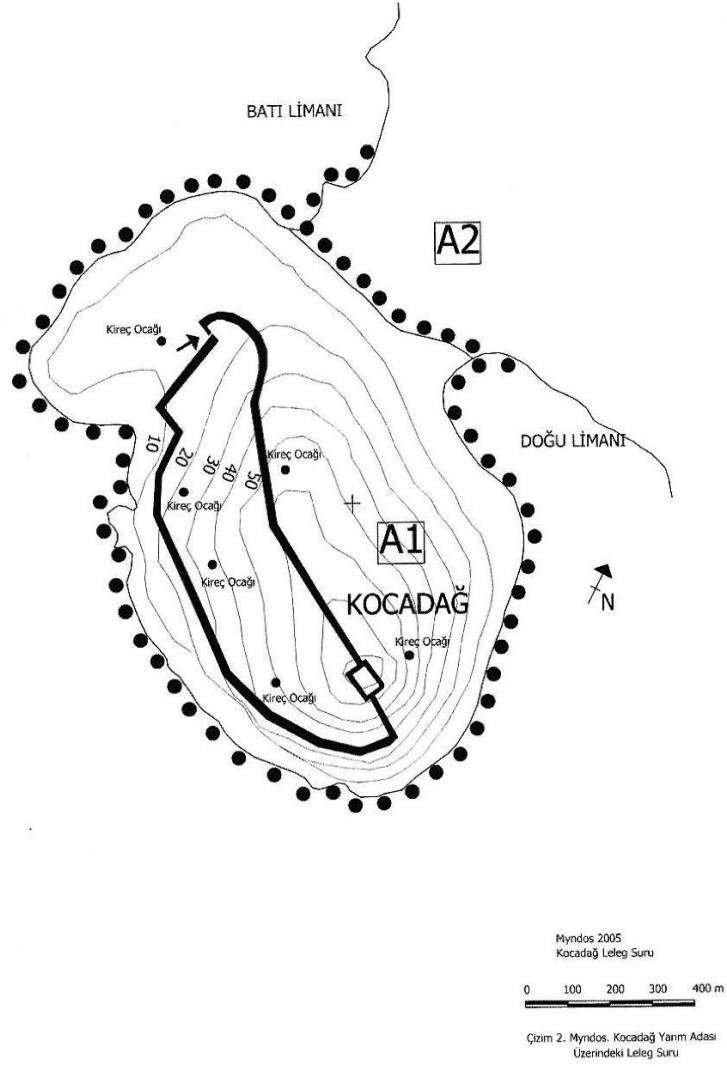 BATI LİMANI
A2
Kireç Ocağı
DOĞU LİMANI
10
20
30
40
50
Kireç Ocağı
Kireç Ocağı
A1
Kireç Ocağı
KOCADAĞ
N
Kireç Ocağı
Kireç Ocağı
Myndos 2005
Kocadağ Leleg Suru
0 100 200 300 400 m
Çizim 2. Myndos. Kocadağ Yarım Adası
Üzerindeki Leleg Suru